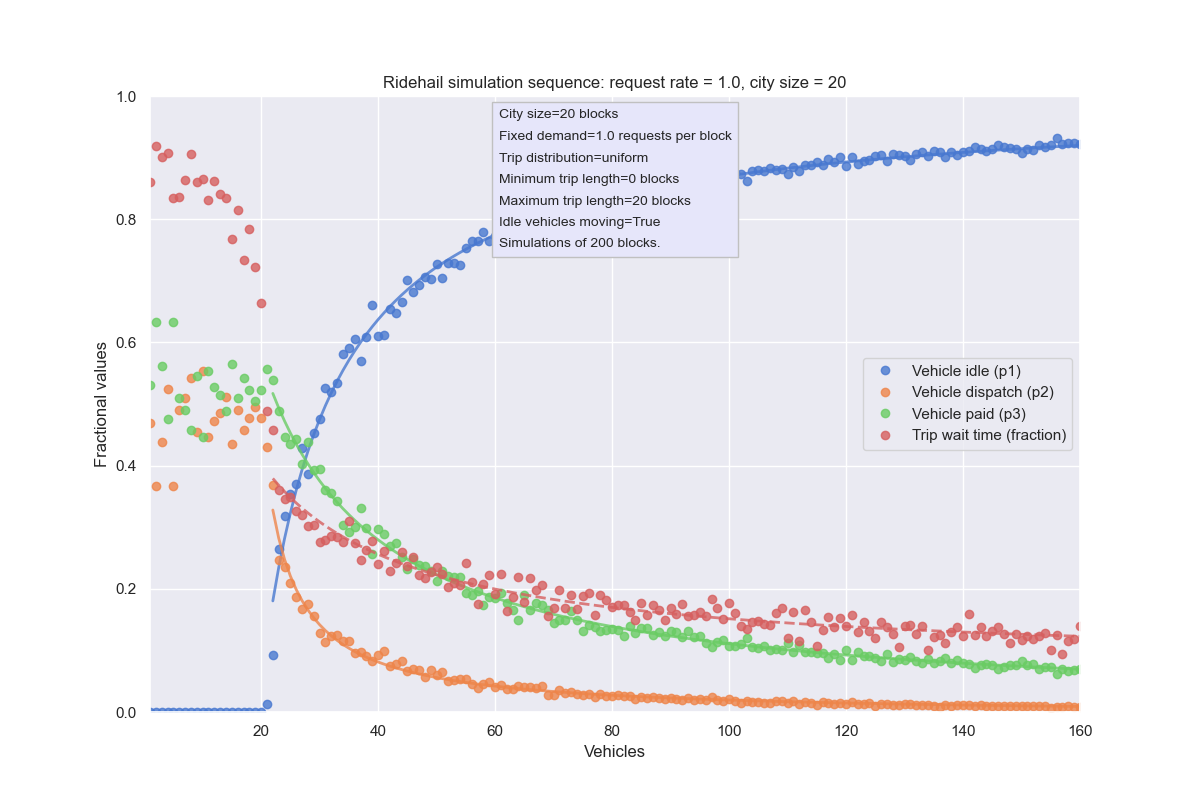 Ridehail simulation sequence: request rate = 1.0, city size = 20
1.0
0.8
0.6
0.4
0.2
0.0
Fractional values
City size=20 blocks
Fixed demand=1.0 requests per block
Trip distribution=uniform
Minimum trip length=0 blocks
Maximum trip length=20 blocks
Idle vehicles moving=True
Simulations of 200 blocks.
Vehicle idle (p1)
Vehicle dispatch (p2)
Vehicle paid (p3)
Trip wait time (fraction)
20 40 60 80 100 120 140 160
Vehicles